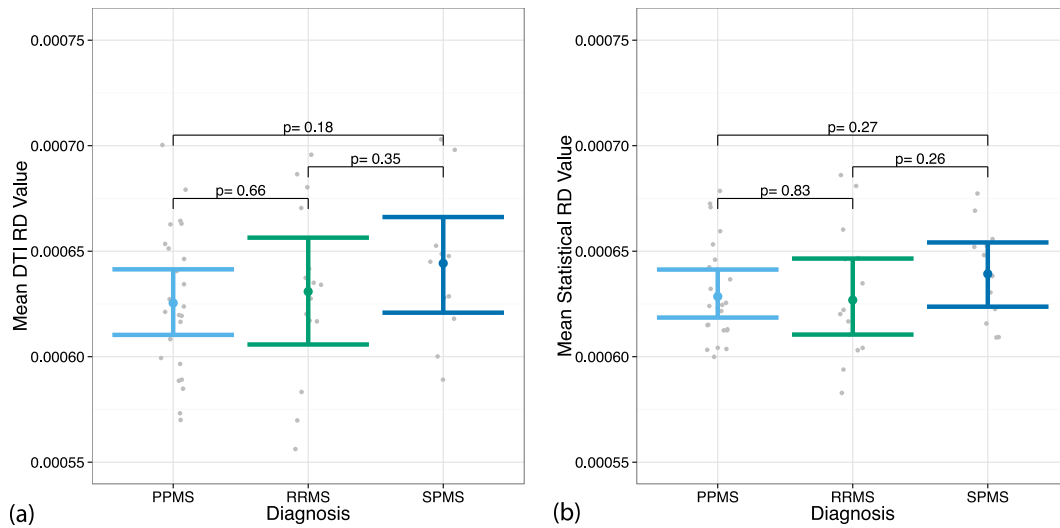 Mean DTI RD Value
0.00075
0.00070
0.00065
0.00060
0.00055
p= 0.18
p= 0.35
p= 0.66
PPMS
RRMS
SPMS
Diagnosis
(a)
Mean Statistical RD Value
0.00075
0.00070
0.00065
0.00060
0.00055
p= 0.27
p= 0.26
p= 0.83
PPMS
RRMS
SPMS
Diagnosis
(b)